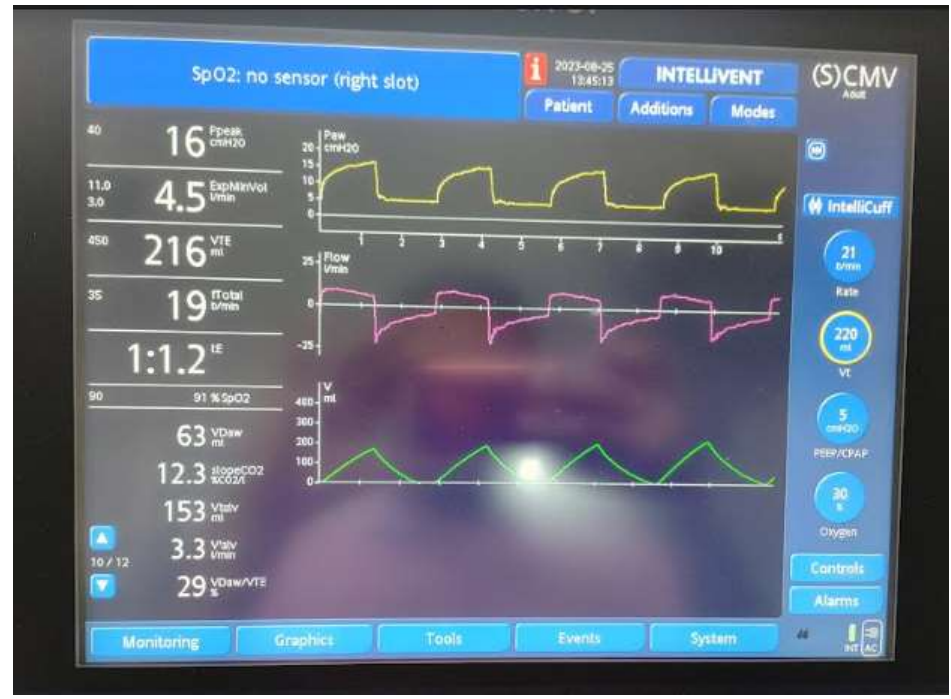 SpO2: no sensor (right slot)
i
2023-08-25
13:45:13
INTELLiVENT
(S)CMV
Adult
Patient
Additions
Modes
40
16
Ppeak
cmH2O
11.0
3.0
4.5
ExpMinVol
l/min
450
216
VTE
ml
35
19
fTotal
b/min
1:1.2
90
91 %SpO2
63
VDaw
ml
12.3
slopeCO2
%CO2/l
153
Vtalv
ml
3.3
V'alv
l/min
29
VDaw/VTE
%
10 / 12
Paw
cmH2O
20
15
10
5
0
1 2 3 4 5 6 7 8 9 10 s
Flow
l/min
25
0
-25
V
ml
400
300
200
100
0
IntelliCuff
21
b/min
Rate
220
ml
Vt
5
cmH2O
PEEP/CPAP
30
%
Oxygen
Controls
Alarms
Monitoring
Graphics
Tools
Events
System
INT
AC